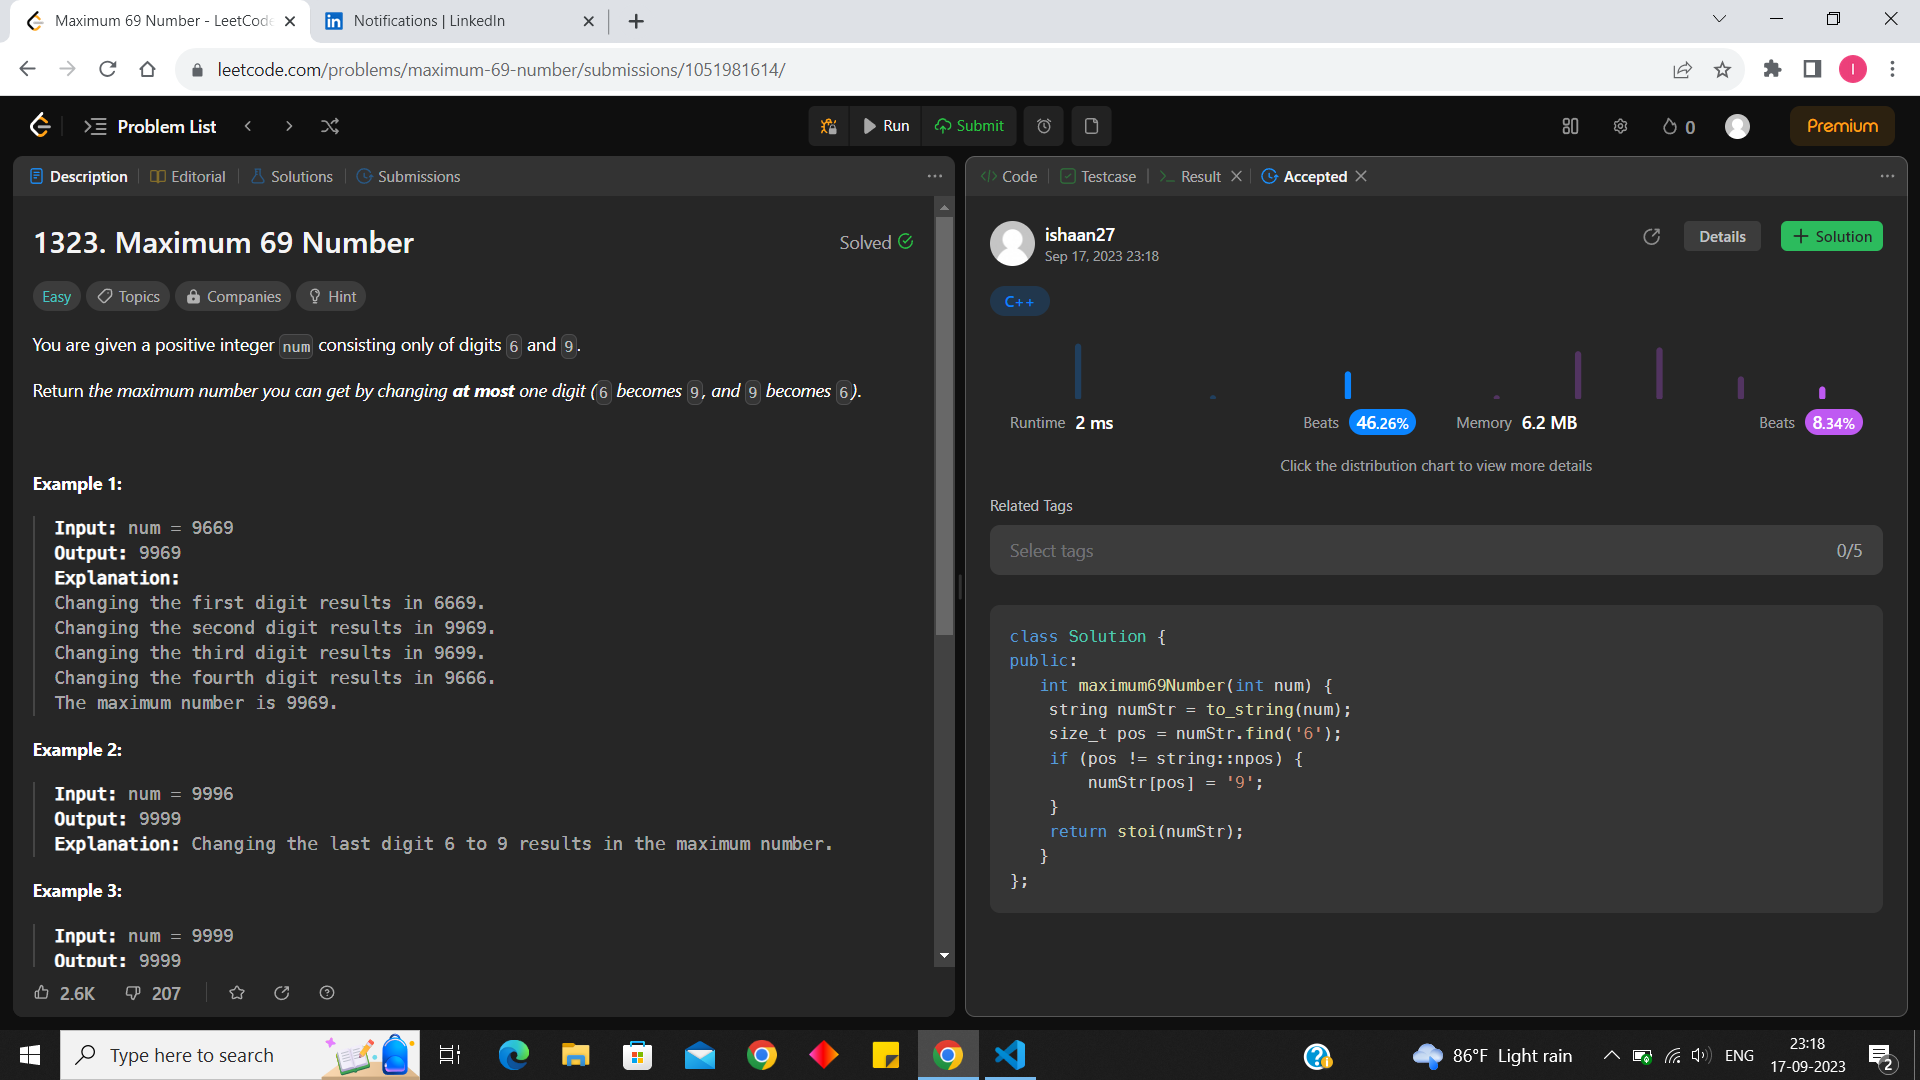 Maximum 69 Number - LeetCode
Notifications | LinkedIn
leetcode.com/problems/maximum-69-number/submissions/1051981614/
I
Problem List
Run
Submit
0
Premium
Description
Editorial
Solutions
Submissions
1323. Maximum 69 Number
Solved
Easy
Topics
Companies
Hint
You are given a positive integer num consisting only of digits 6 and 9.
Return the maximum number you can get by changing at most one digit (6 becomes 9, and 9 becomes 6).
Example 1:
Input: num = 9669
Output: 9969
Explanation:
Changing the first digit results in 6669.
Changing the second digit results in 9969.
Changing the third digit results in 9699.
Changing the fourth digit results in 9666.
The maximum number is 9969.
Example 2:
Input: num = 9996
Output: 9999
Explanation: Changing the last digit 6 to 9 results in the maximum number.
Example 3:
Input: num = 9999
Output: 9999
2.6K
207
Code
Testcase
Result
Accepted
ishaan27
Sep 17, 2023 23:18
Details
+ Solution
C++
Runtime 2 ms
Beats 46.26%
Memory 6.2 MB
Beats 8.34%
Click the distribution chart to view more details
Related Tags
Select tags
0/5
class Solution {
public:
int maximum69Number(int num) {
string numStr = to_string(num);
size_t pos = numStr.find('6');
if (pos != string::npos) {
numStr[pos] = '9';
}
return stoi(numStr);
}
};
Type here to search
86°F Light rain
ENG
23:18
17-09-2023
2